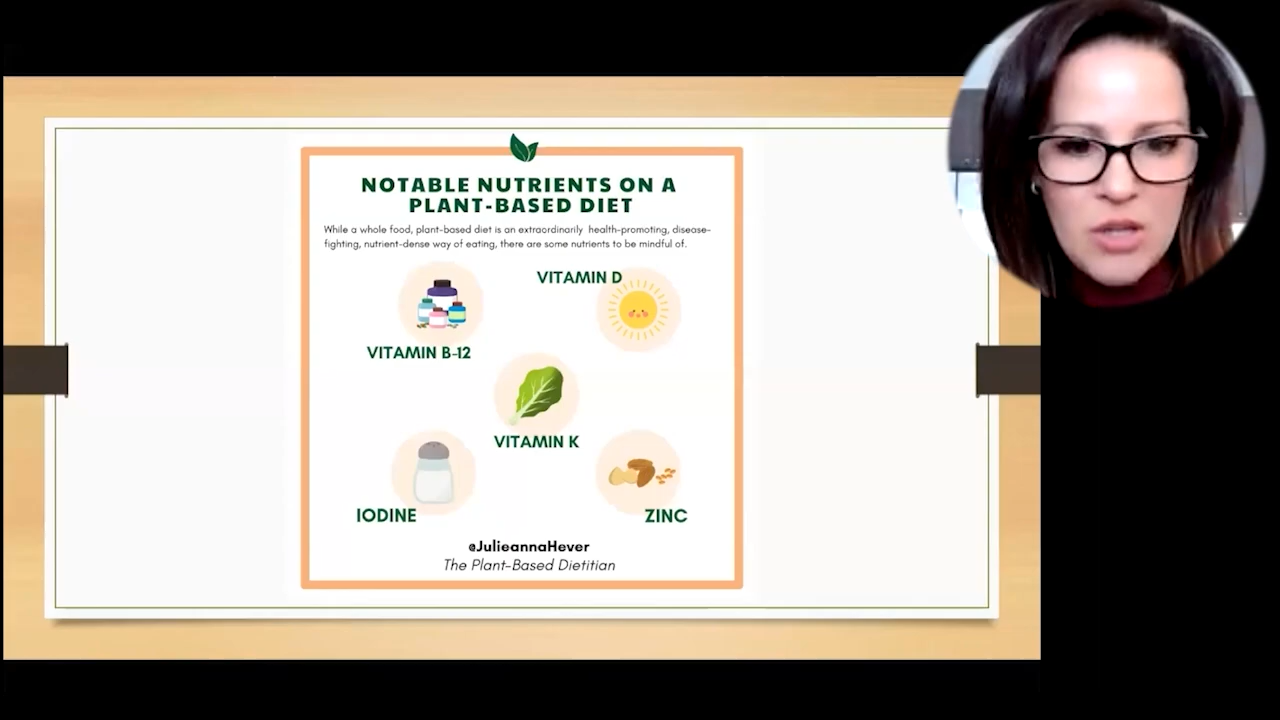 NOTABLE NUTRIENTS ON A
PLANT-BASED DIET
While a whole food, plant-based diet is an extraordinarily health-promoting, disease-
fighting, nutrient-dense way of eating, there are some nutrients to be mindful of.
VITAMIN D
VITAMIN B-12
VITAMIN K
IODINE
ZINC
@JulieannaHever
The Plant-Based Dietitian